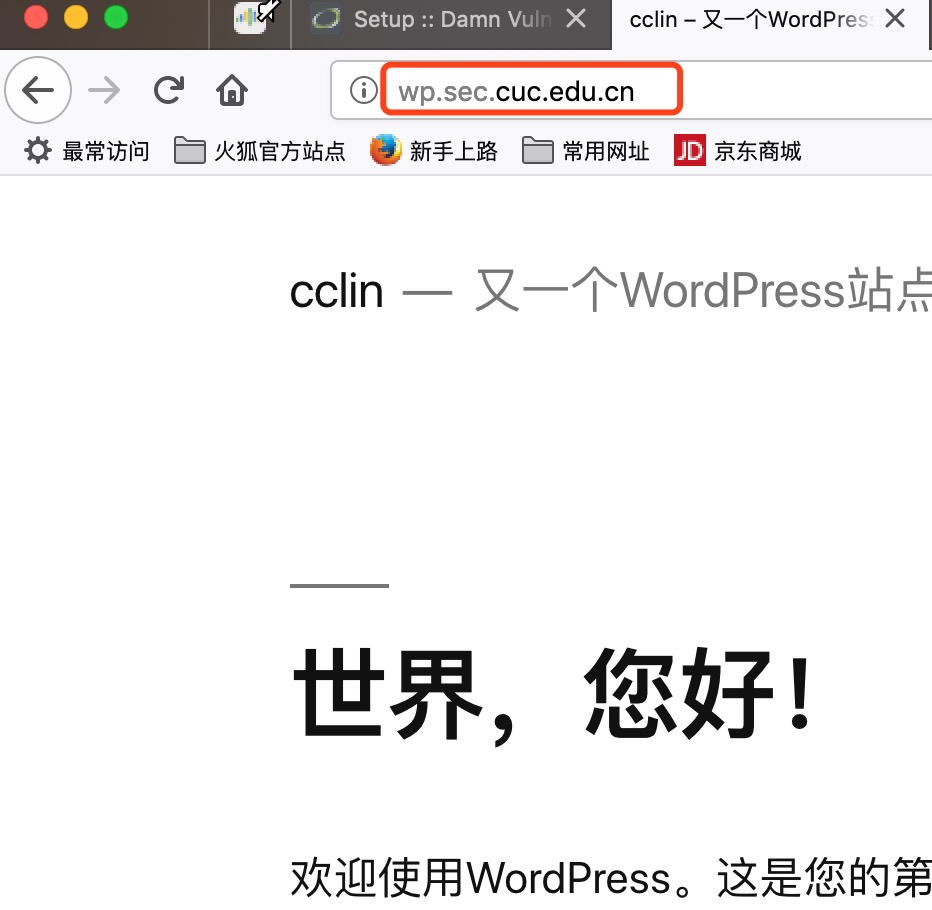 Setup :: Damn Vuln
cclin – 又一个WordPres
wp.sec.cuc.edu.cn
最常访问 火狐官方站点 新手上路 常用网址 JD 京东商城
cclin — 又一个WordPress站点
世界，您好！
欢迎使用WordPress。这是您的第